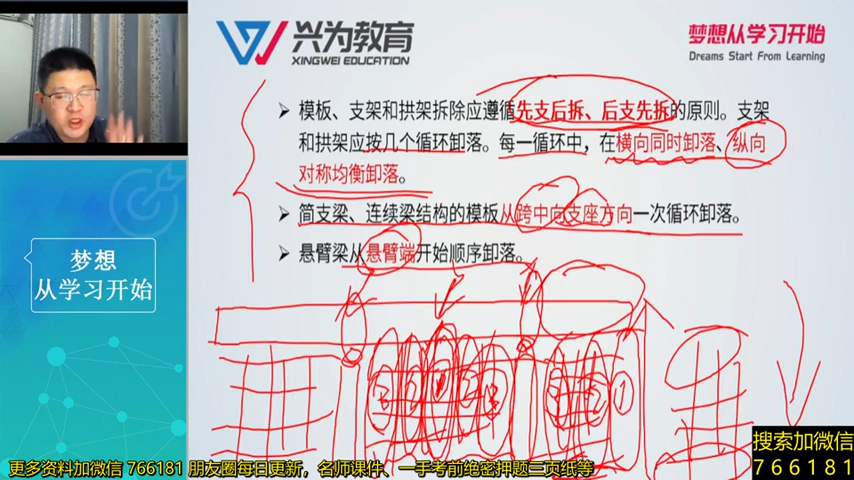 兴为教育
XINGWEI EDUCATION
梦想从学习开始
Dreams Start From Learning
模板、支架和拱架拆除应遵循先支后拆、后支先拆的原则。支架
和拱架应按几个循环卸落。每一循环中，在横向同时卸落、纵向
对称均衡卸落。
简支梁、连续梁结构的模板从跨中向支座方向一次循环卸落。
悬臂梁从悬臂端开始顺序卸落。
梦想
从学习开始
搜索加微信
766181
更多资料加微信 766181 朋友圈每日更新，名师课件、一手考前绝密押题三页纸等